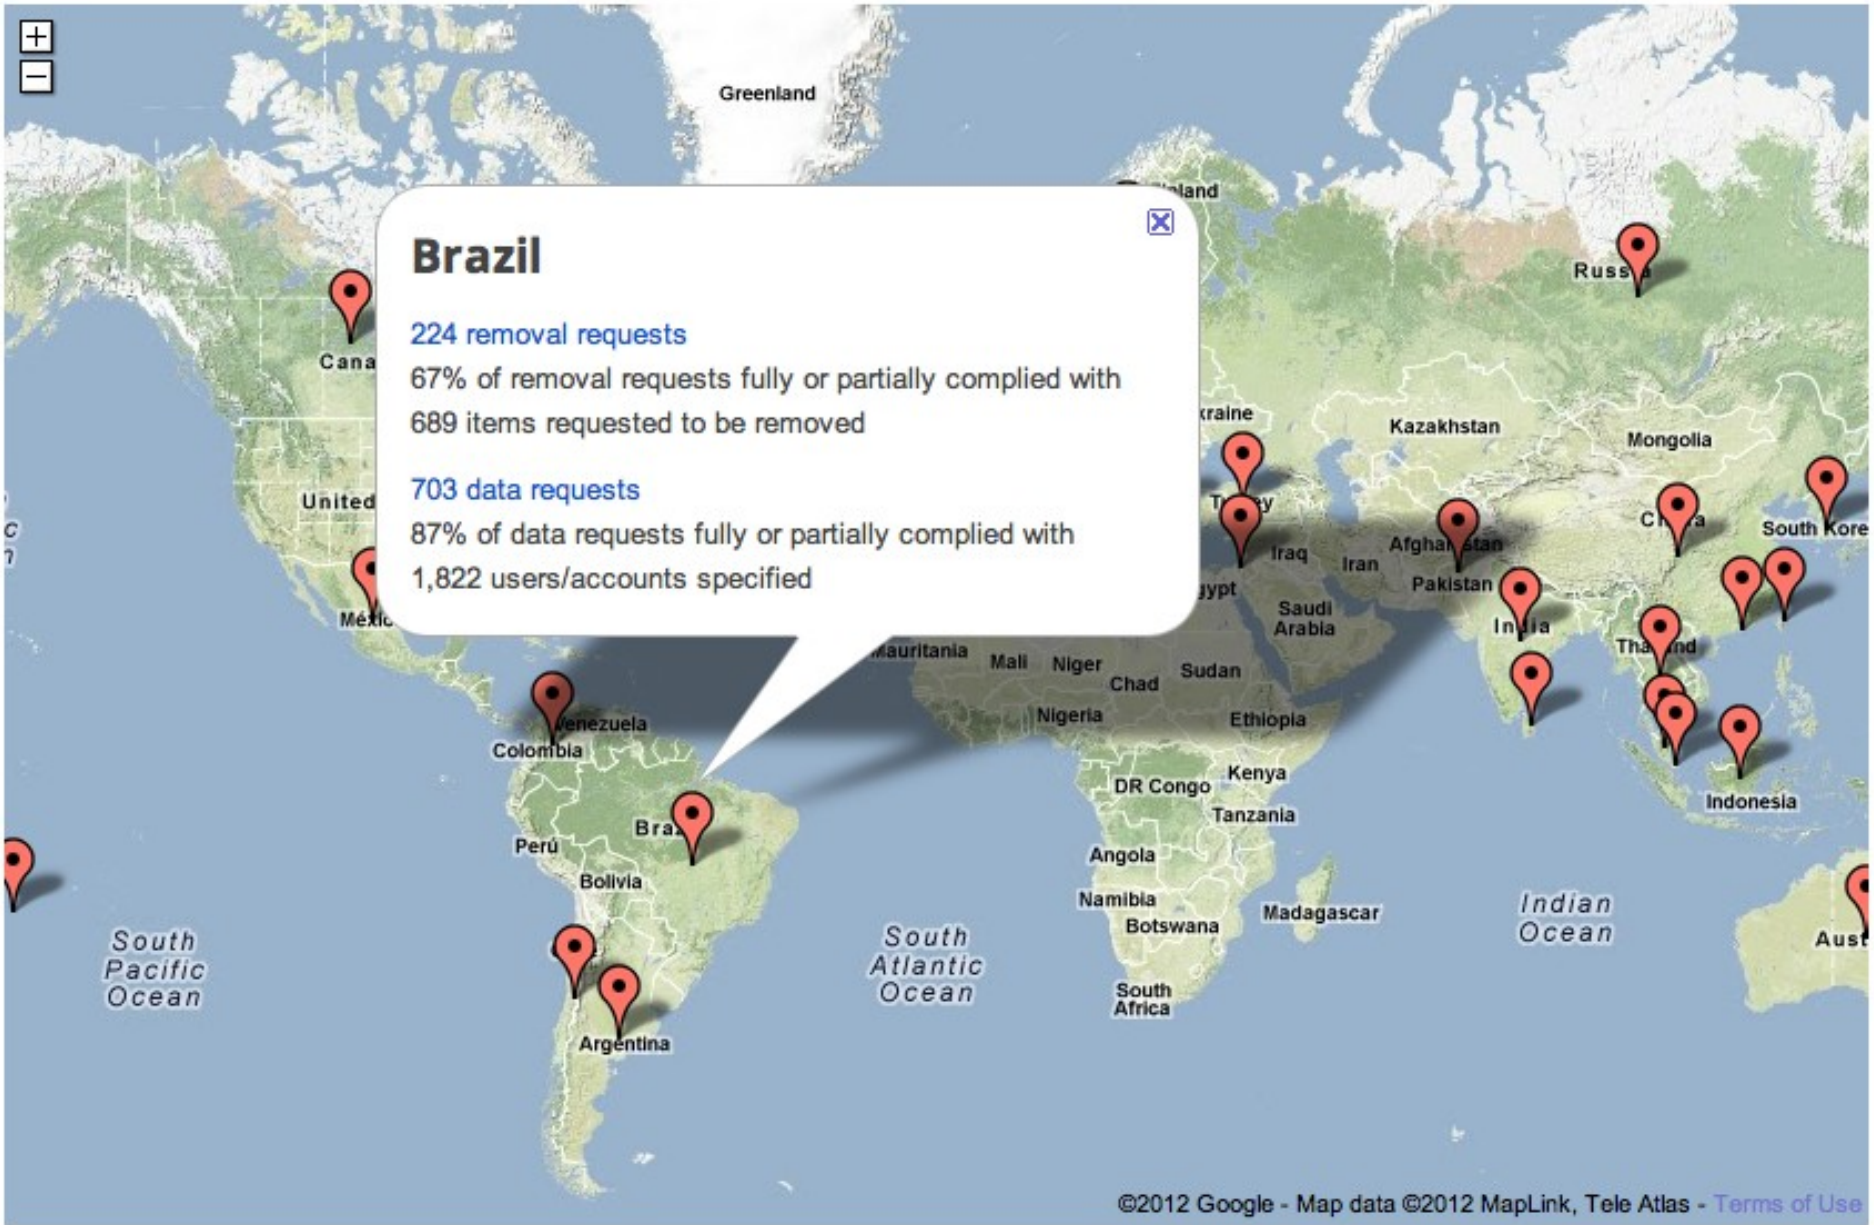 +
−
Greenland
Brazil
224 removal requests
67% of removal requests fully or partially complied with
689 items requested to be removed
703 data requests
87% of data requests fully or partially complied with
1,822 users/accounts specified
Kazakhstan
Mongolia
United
South Kore
Iraq
Iran
Pakistan
Saudi
Arabia
Mauritania
Mali
Niger
Chad
Sudan
Nigeria
Ethiopia
Venezuela
Colombia
DR Congo
Kenya
Tanzania
Indonesia
Perú
Bolivia
Angola
Namibia
Botswana
Madagascar
South
Africa
South
Pacific
Ocean
South
Atlantic
Ocean
Indian
Ocean
Aust
Argentina
©2012 Google - Map data ©2012 MapLink, Tele Atlas - Terms of Use